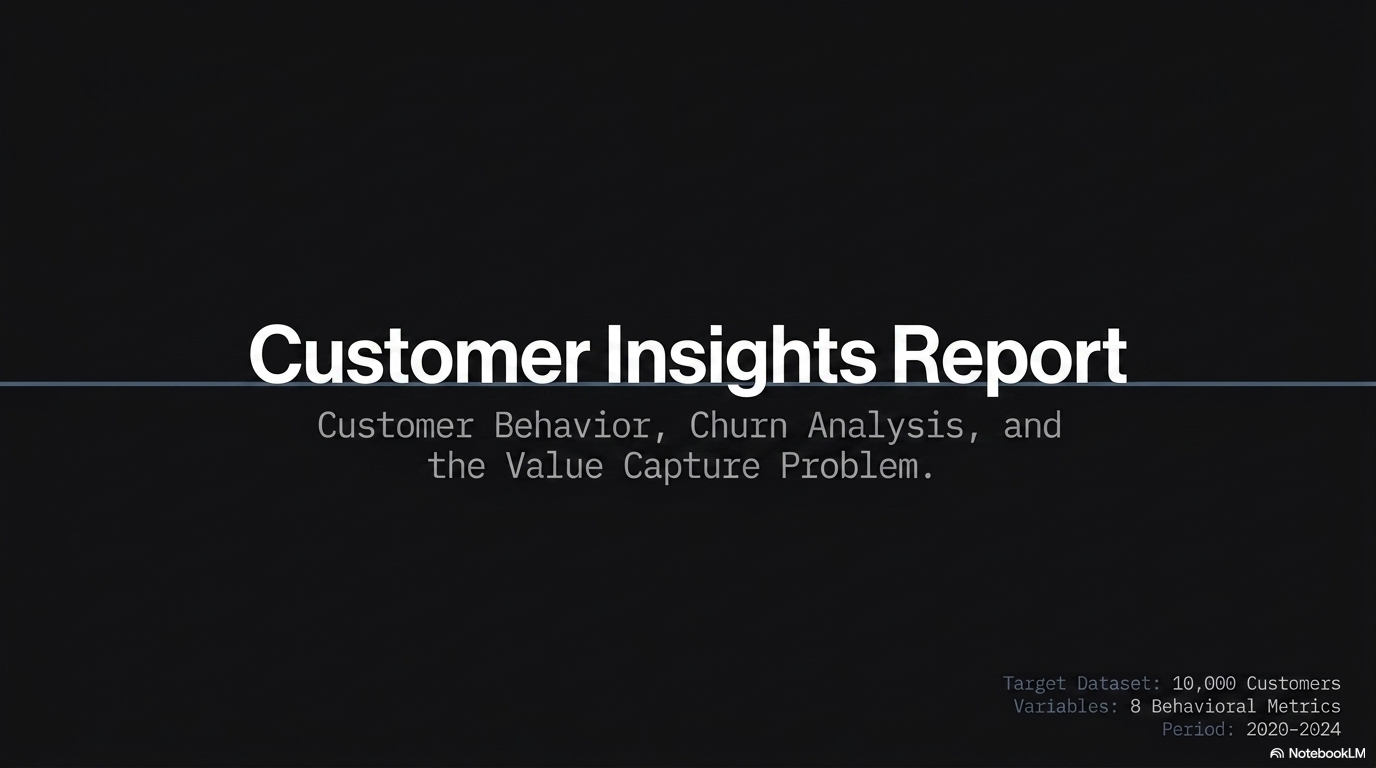 Customer Insights Report
Customer Behavior, Churn Analysis, and
the Value Capture Problem.
Target Dataset: 10,000 Customers
Variables: 8 Behavioral Metrics
Period: 2020–2024
NotebookLM